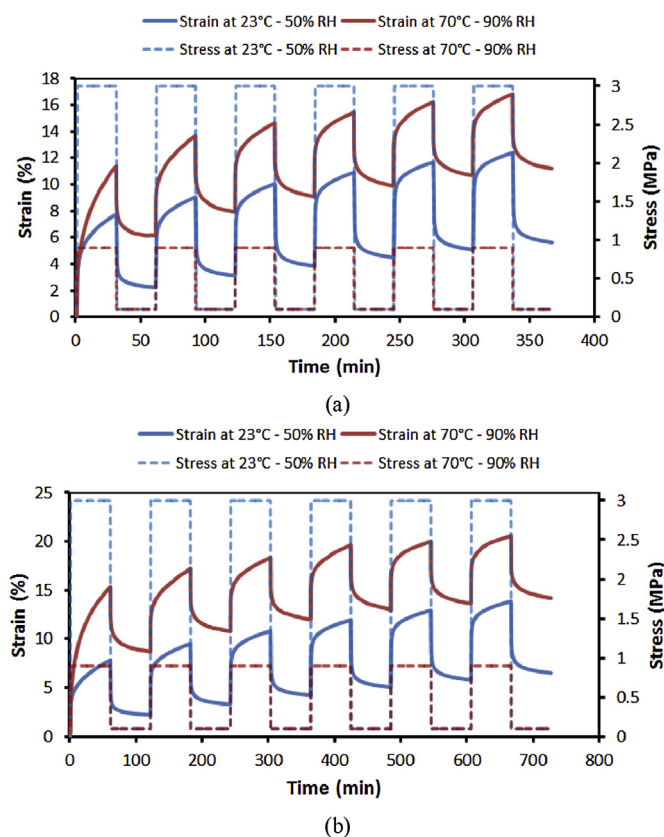 (a)
Strain at 23°C - 50% RH Strain at 70°C - 90% RH
Stress at 23°C - 50% RH Stress at 70°C - 90% RH
18
16
14
12
10
8
6
4
2
0
Strain (%)
3
2.5
2
1.5
1
0.5
0
Stress (MPa)
0 50 100 150 200 250 300 350 400
Time (min)
(a)
Strain at 23°C - 50% RH Strain at 70°C - 90% RH
Stress at 23°C - 50% RH Stress at 70°C - 90% RH
25
20
15
10
5
0
Strain (%)
3
2.5
2
1.5
1
0.5
0
Stress (MPa)
0 100 200 300 400 500 600 700 800
Time (min)
(b)